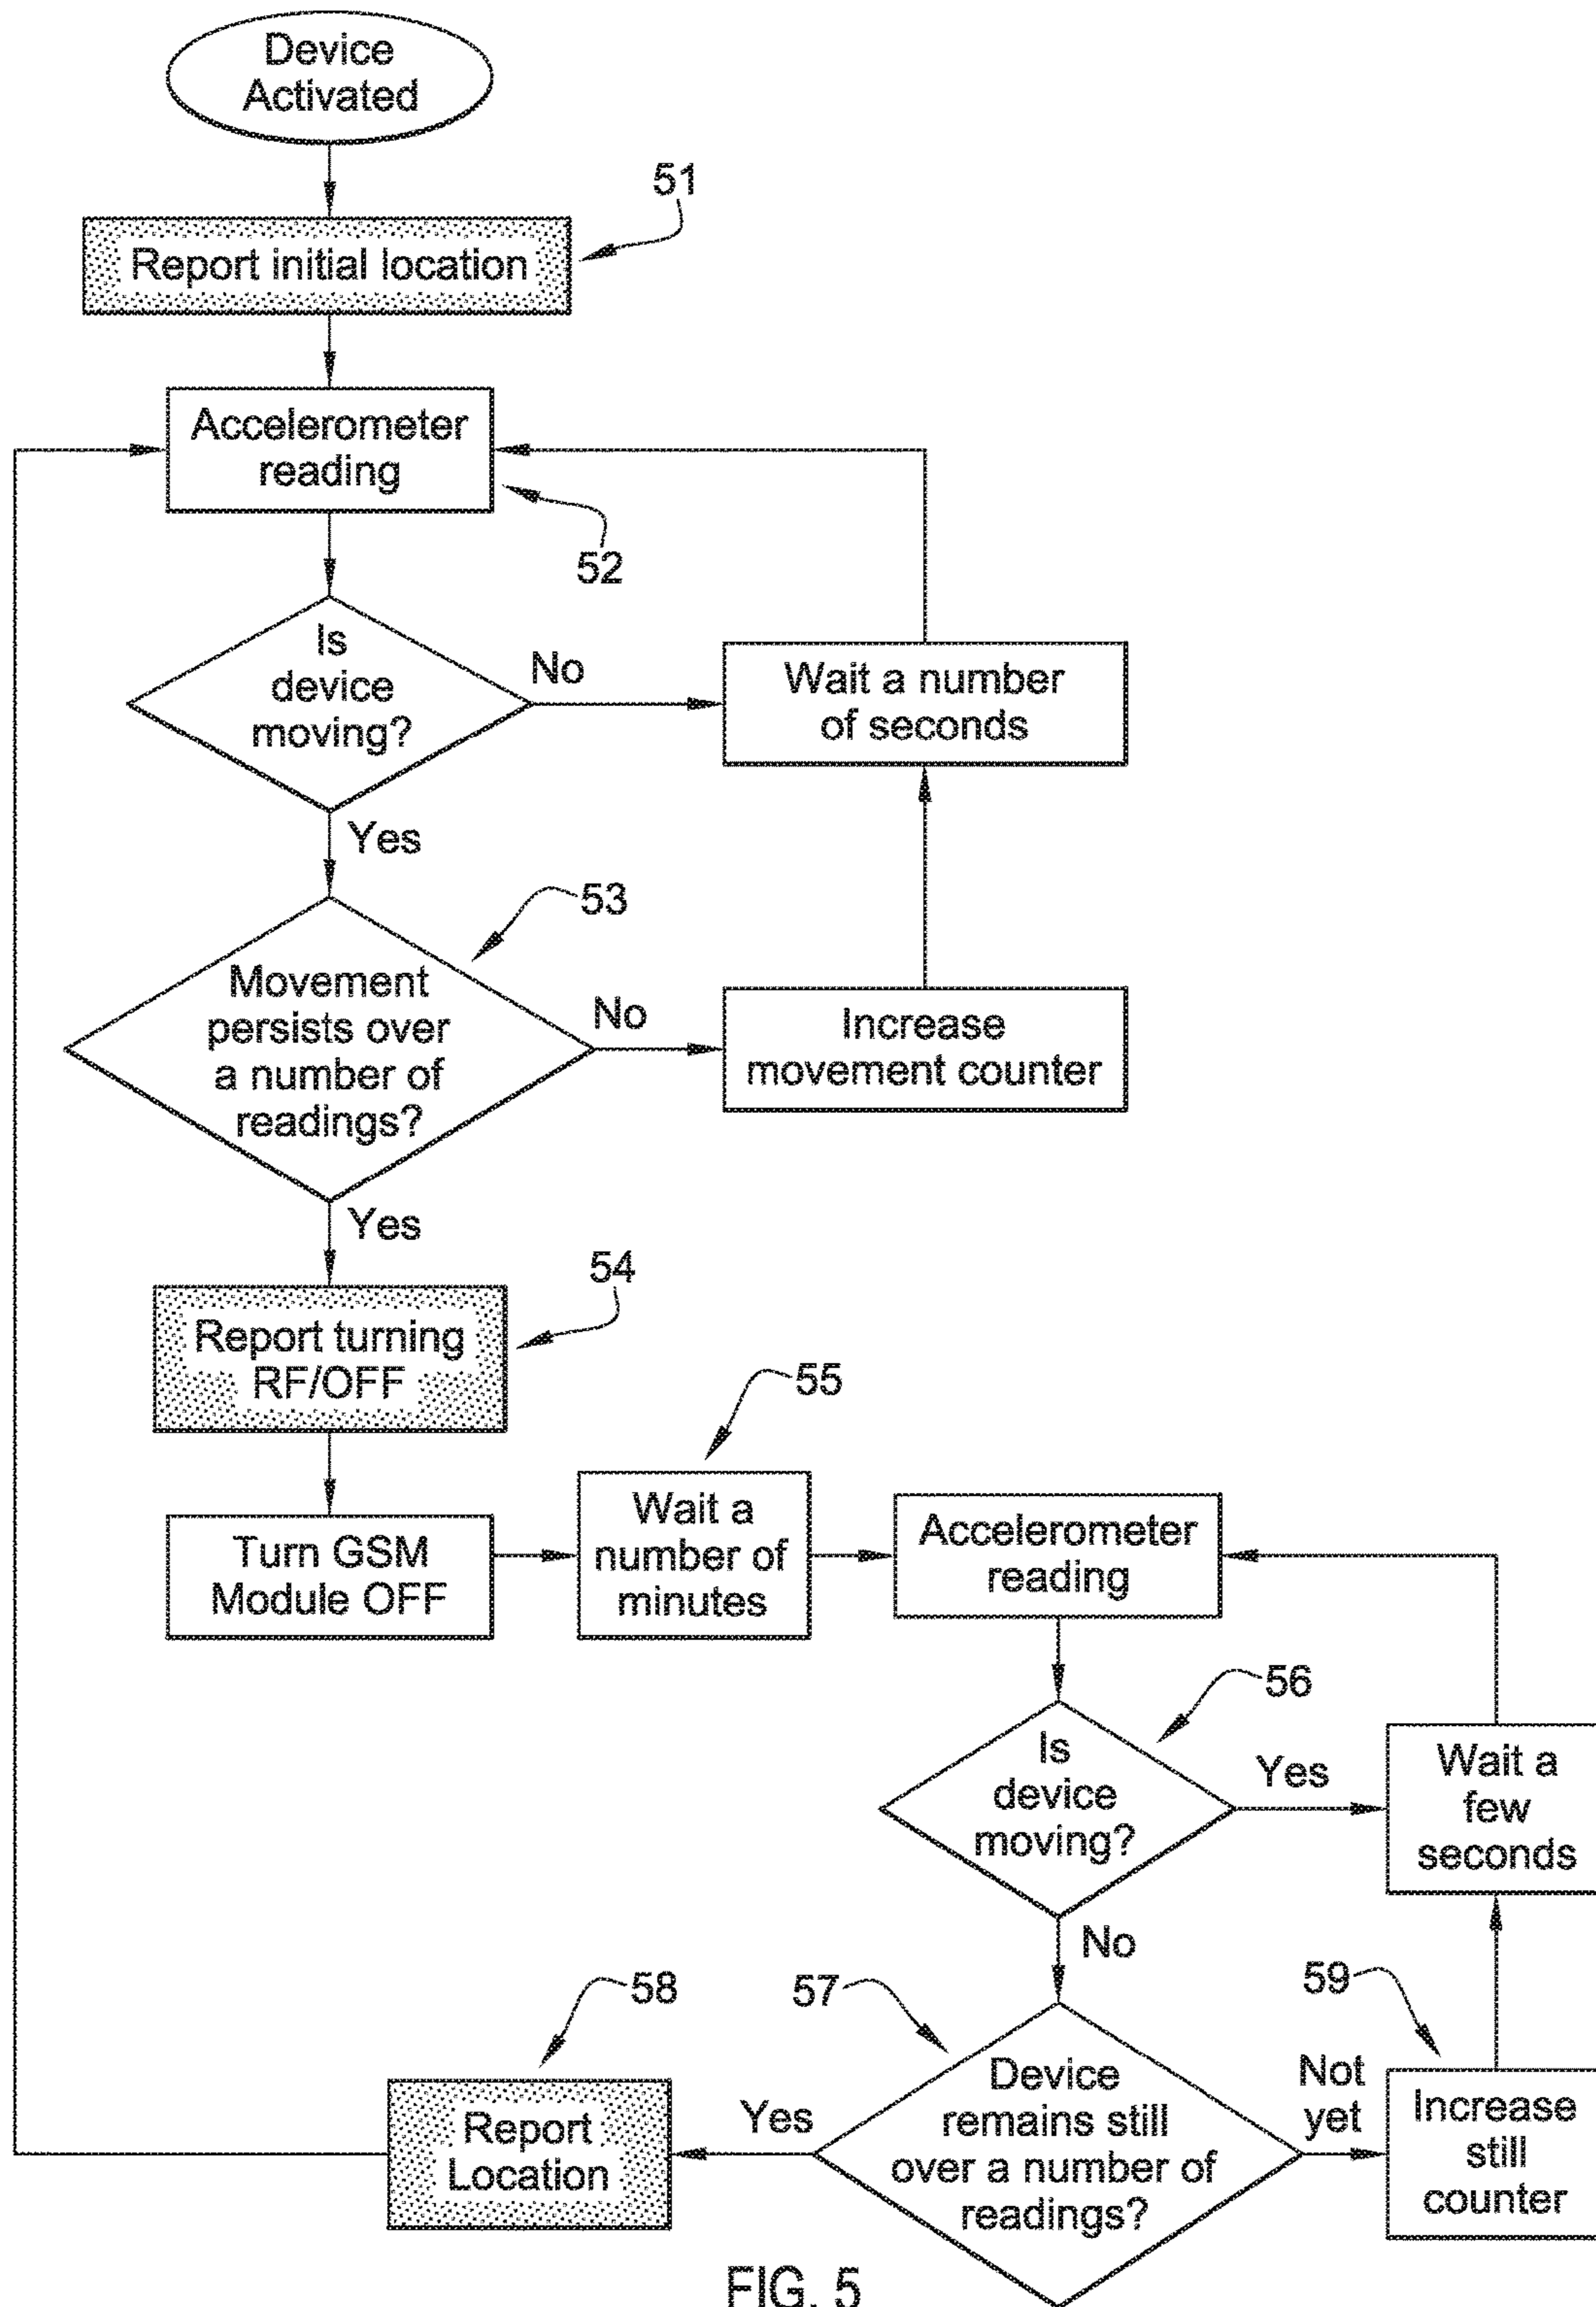 Device
Activated
51
Report initial location
Accelerometer
reading
52
Is
device
moving?
No
Wait a number
of seconds
Yes
53
Movement
persists over
a number of
readings?
No
Increase
movement counter
Yes
54
Report turning
RF/OFF
55
Turn GSM
Module OFF
Wait a
number of
minutes
Accelerometer
reading
56
Is
device
moving?
Yes
Wait a
few
seconds
No
57
58
59
Device
remains still
over a number of
readings?
Yes
Not
yet
Report
Location
Increase
still
counter
FIG. 5